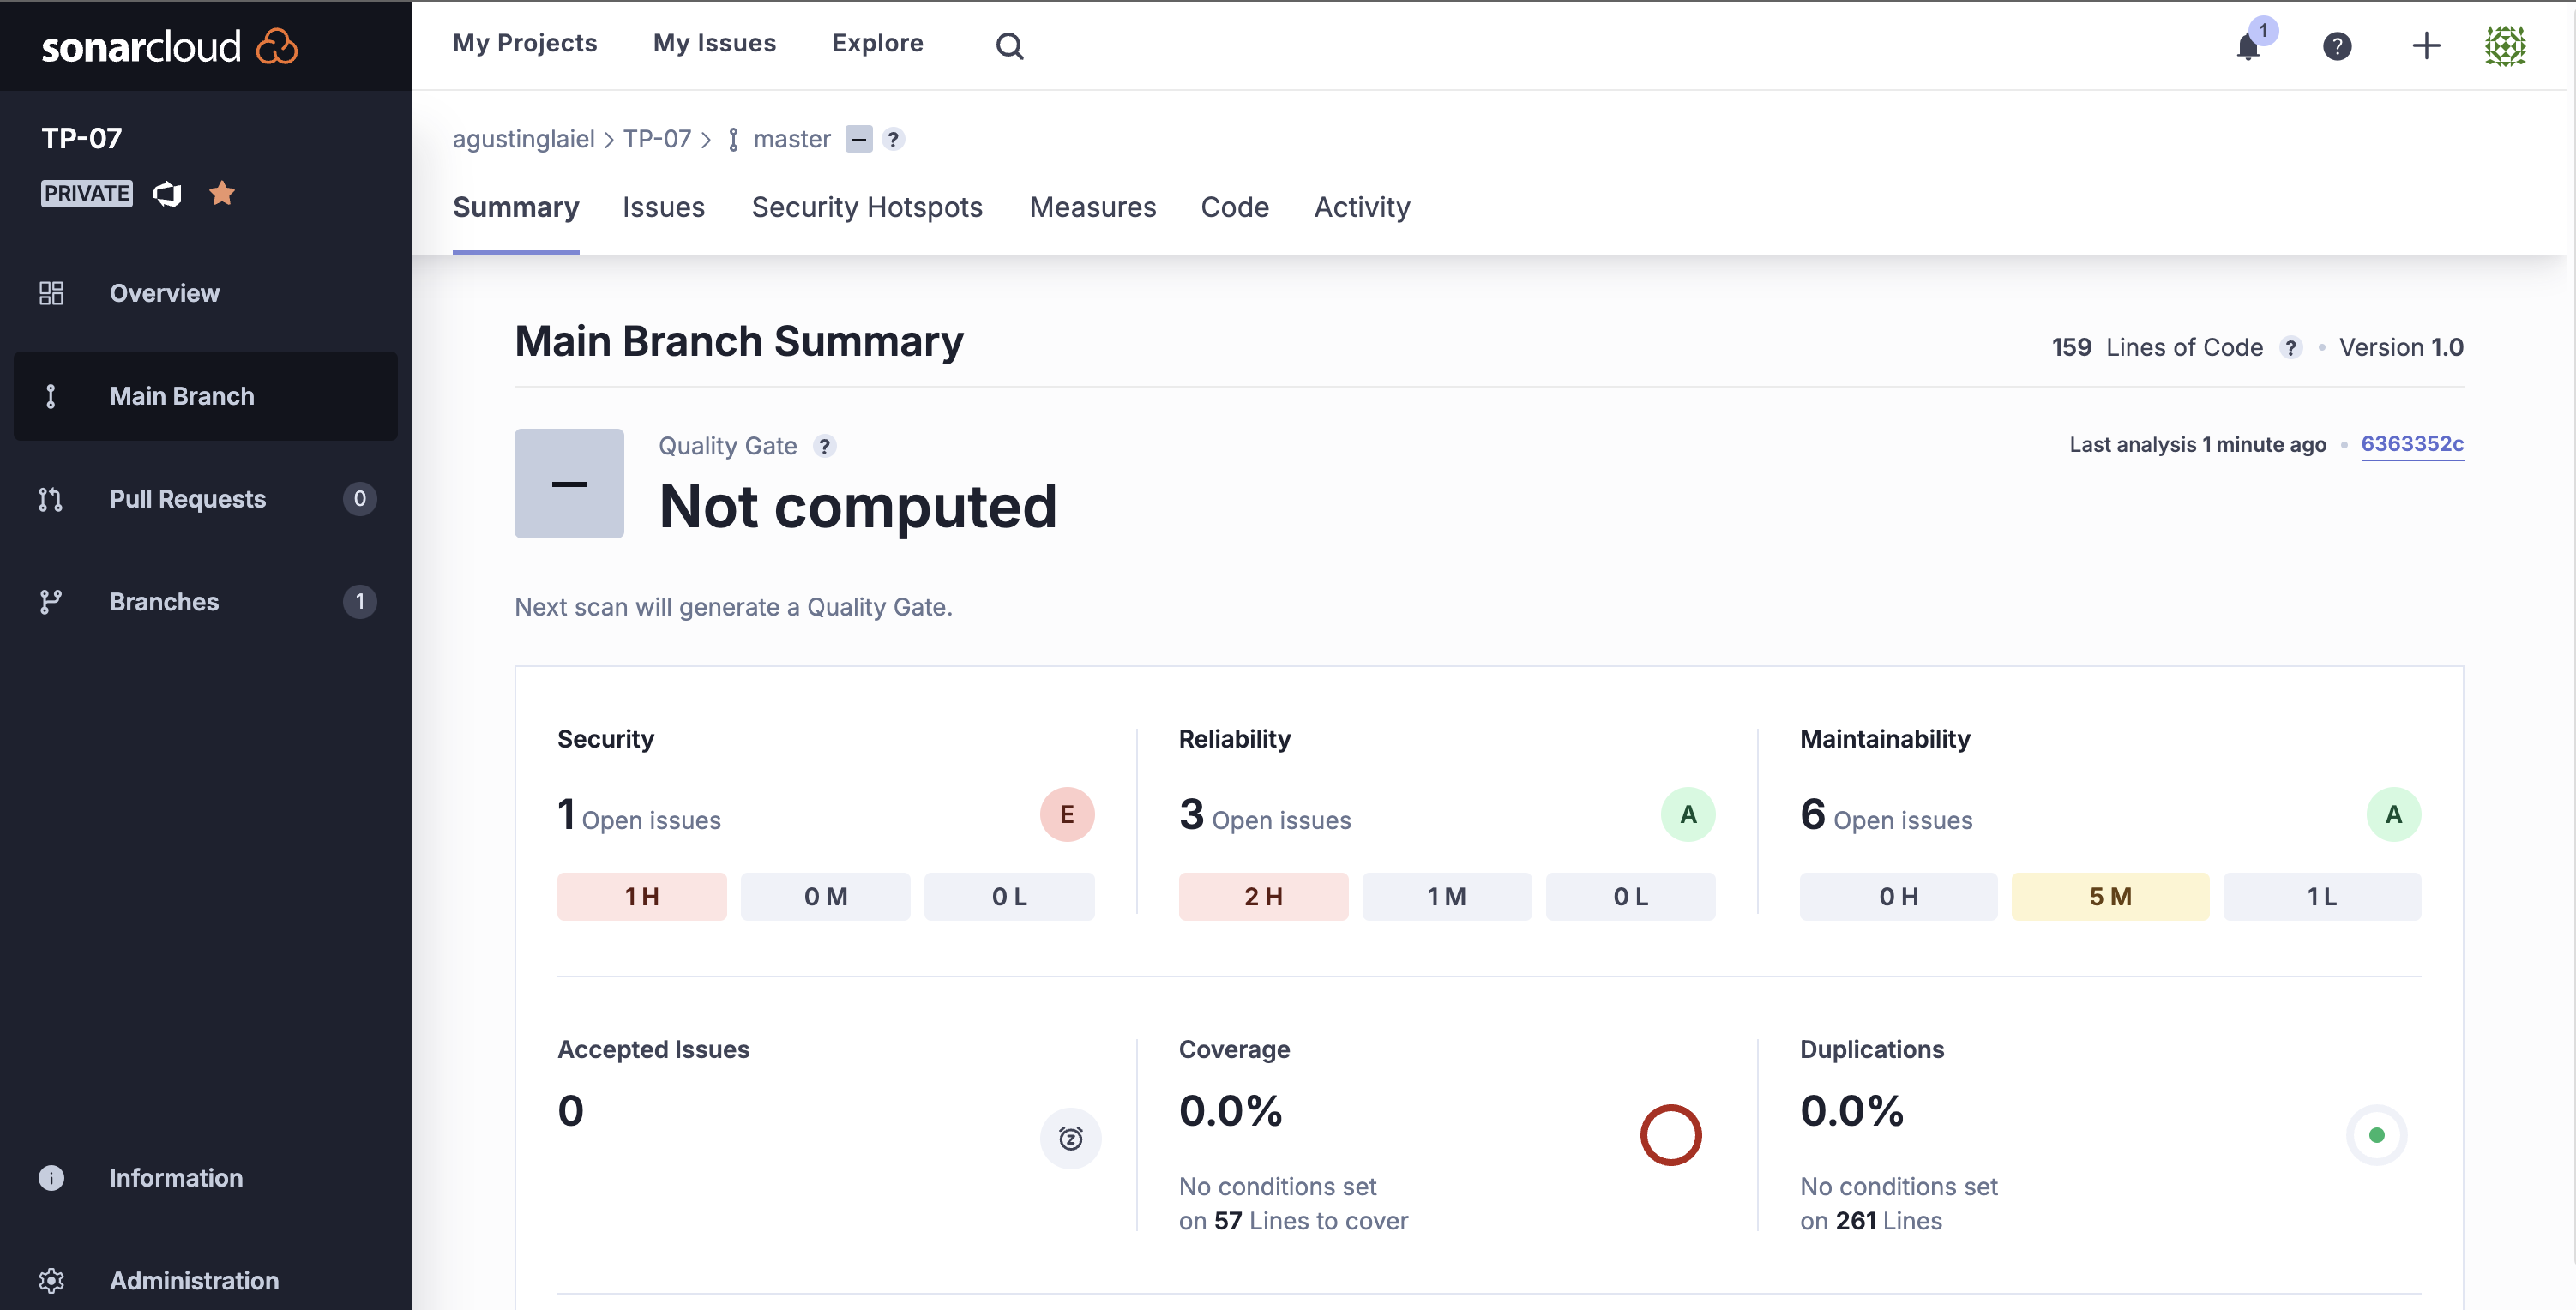 sonarcloud
My Projects My Issues Explore
1
?
TP-07
PRIVATE
Overview
Main Branch
Pull Requests 0
Branches 1
Information
Administration
agustinglaiel > TP-07 > master – ?
Summary Issues Security Hotspots Measures Code Activity
Main Branch Summary
159 Lines of Code ? • Version 1.0
Quality Gate ?
Not computed
Last analysis 1 minute ago • 6363352c
Next scan will generate a Quality Gate.
Security
1 Open issues E
1 H 0 M 0 L
Reliability
3 Open issues A
2 H 1 M 0 L
Maintainability
6 Open issues A
0 H 5 M 1 L
Accepted Issues
0
Coverage
0.0%
No conditions set
on 57 Lines to cover
Duplications
0.0%
No conditions set
on 261 Lines